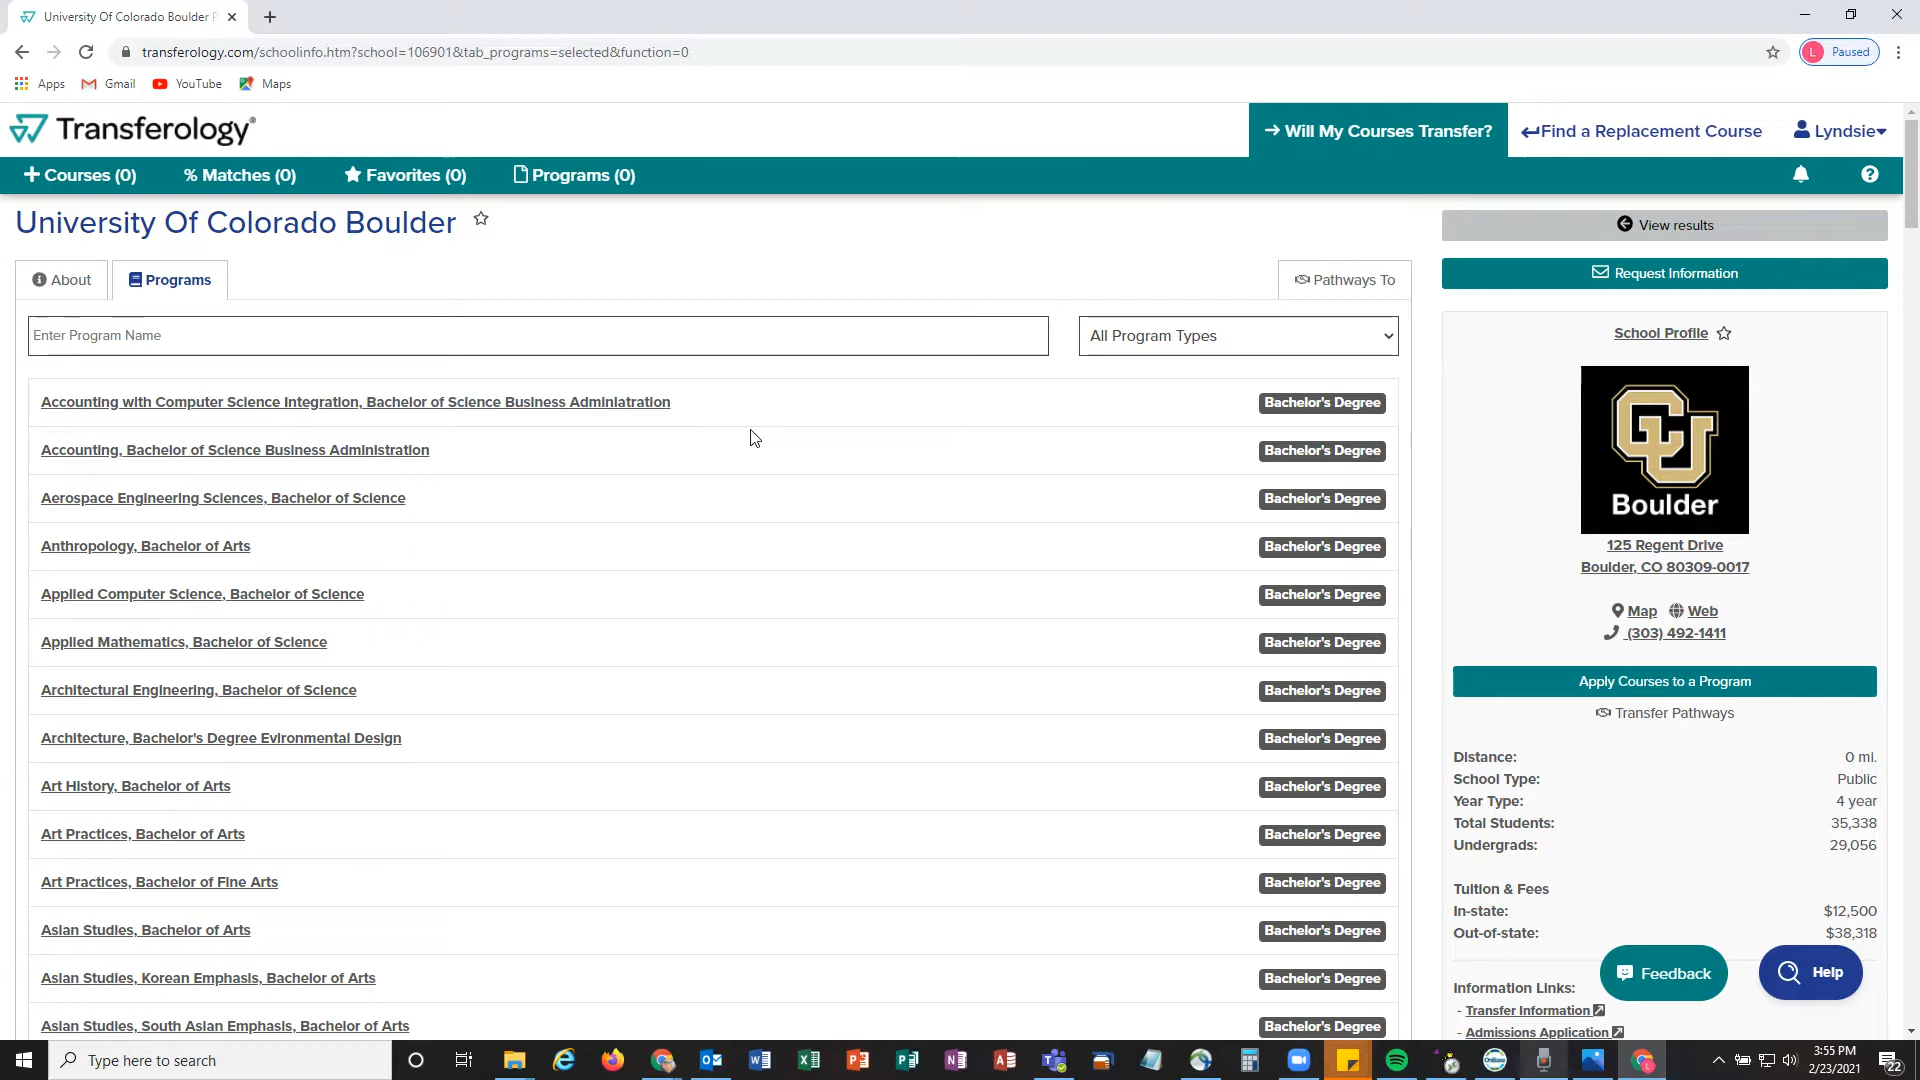 University Of Colorado Boulder P
transferology.com/schoolinfo.htm?school=106901&tab_programs=selected&function=0
L Paused
Apps Gmail YouTube Maps
Transferology®
Will My Courses Transfer?
Find a Replacement Course
Lyndsie
Courses (0) % Matches (0) Favorites (0) Programs (0)
University Of Colorado Boulder
View results
About Programs Pathways To
Request Information
Enter Program Name
All Program Types
Accounting with Computer Science Integration, Bachelor of Science Business Adminiatration Bachelor's Degree
Accounting, Bachelor of Science Business Administration Bachelor's Degree
Aerospace Engineering Sciences, Bachelor of Science Bachelor's Degree
Anthropology, Bachelor of Arts Bachelor's Degree
Applied Computer Science, Bachelor of Science Bachelor's Degree
Applied Mathematics, Bachelor of Science Bachelor's Degree
Architectural Engineering, Bachelor of Science Bachelor's Degree
Architecture, Bachelor's Degree Evironmental Design Bachelor's Degree
Art History, Bachelor of Arts Bachelor's Degree
Art Practices, Bachelor of Arts Bachelor's Degree
Art Practices, Bachelor of Fine Arts Bachelor's Degree
Asian Studies, Bachelor of Arts Bachelor's Degree
Asian Studies, Korean Emphasis, Bachelor of Arts Bachelor's Degree
Asian Studies, South Asian Emphasis, Bachelor of Arts Bachelor's Degree
School Profile
CU
Boulder
125 Regent Drive
Boulder, CO 80309-0017
Map Web
(303) 492-1411
Apply Courses to a Program
Transfer Pathways
Distance: 0 mi.
School Type: Public
Year Type: 4 year
Total Students: 35,338
Undergrads: 29,056
Tuition & Fees
In-state: $12,500
Out-of-state: $38,318
Feedback
Help
Information Links:
- Transfer Information
- Admissions Application
Type here to search
3:55 PM
2/23/2021
22